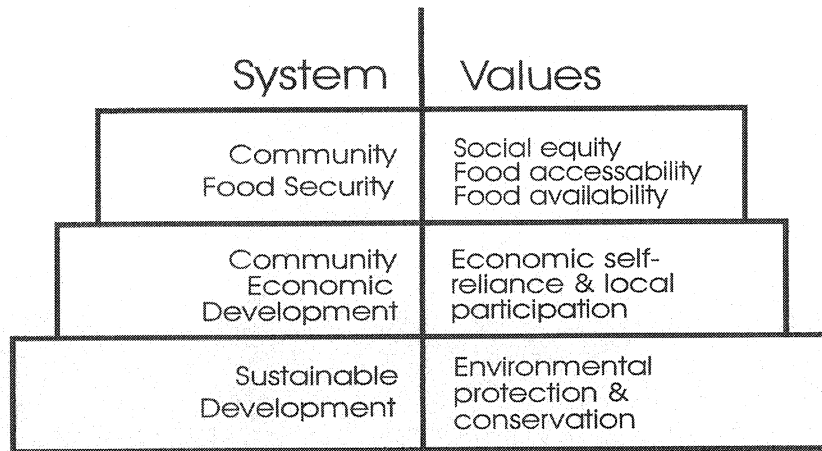 System
Values
Community
Food Security
Social equity
Food accessability
Food availability
Community
Economic
Development
Economic self-
reliance & local
participation
Sustainable
Development
Environmental
protection &
conservation